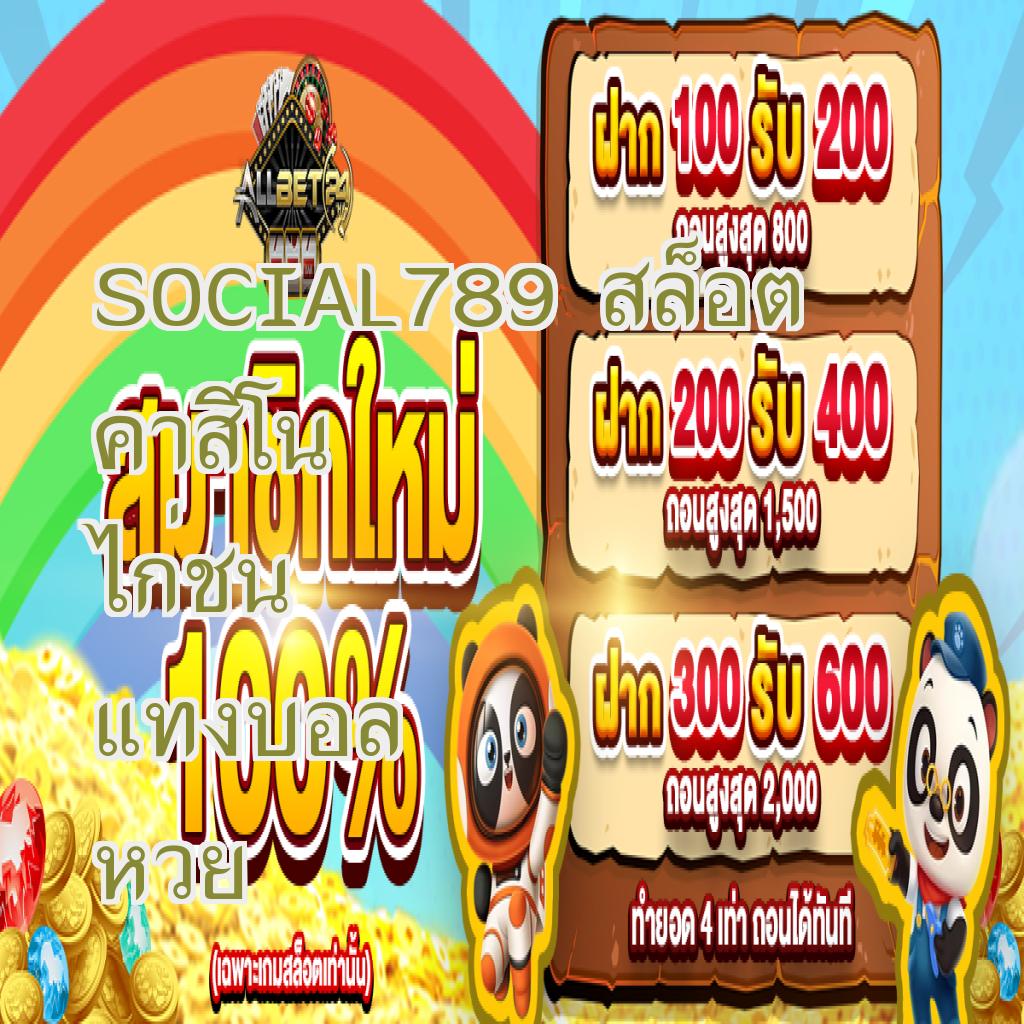 ALLBET24
SOCIAL789 สล็อต
คาสิโน
ไก่ชน
แทงบอล
หวย
สมาชิกใหม่
100%
(เฉพาะเกมสล็อตเท่านั้น)
ฝาก 100 รับ 200
ถอนสูงสุด 800
ฝาก 200 รับ 400
ถอนสูงสุด 1,500
ฝาก 300 รับ 600
ถอนสูงสุด 2,000
ทำยอด 4 เท่า ถอนได้ทันที